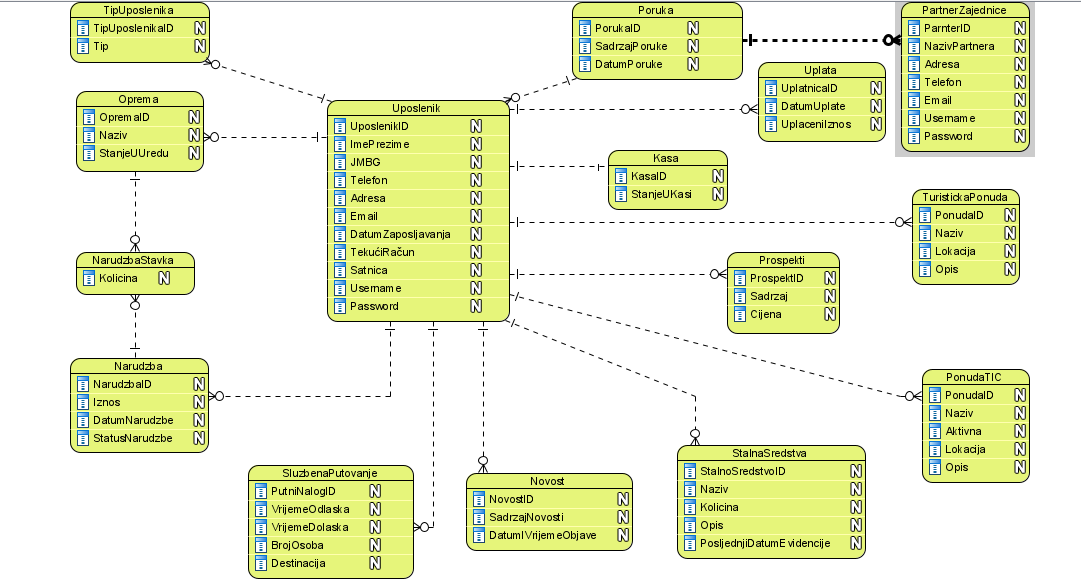 TipUposlenika
TipUposlenikaID N
Tip N
Poruka
PorukaID N
SadrzajPoruke N
DatumPoruke N
PartnerZajednice
ParnterID N
NazivPartnera N
Adresa N
Telefon N
Email N
Username N
Password N
Uplata
UplatnicaID N
DatumUplate N
UplaceniIznos N
Oprema
OpremaID N
Naziv N
StanjeUUredu N
Uposlenik
UposlenikID N
ImePrezime N
JMBG N
Telefon N
Adresa N
Email N
DatumZaposljavanja N
TekućiRačun N
Satnica N
Username N
Password N
Kasa
KasaID N
StanjeUKasi N
TuristickaPonuda
PonudaID N
Naziv N
Lokacija N
Opis N
NarudzbaStavka
Kolicina N
Prospekti
ProspektID N
Sadrzaj N
Cijena N
Narudzba
NarudzbaID N
Iznos N
DatumNarudzbe N
StatusNarudzbe N
PonudaTIC
PonudaID N
Naziv N
Aktivna N
Lokacija N
Opis N
SluzbenaPutovanje
PutniNalogID N
VrijemeOdlaska N
VrijemeDolaska N
BrojOsoba N
Destinacija N
Novost
NovostID N
SadrzajNovosti N
DatumIVrijemeObjave N
StalnaSredstva
StalnoSredstvoID N
Naziv N
Kolicina N
Opis N
PosljednjiDatumEvidencije N